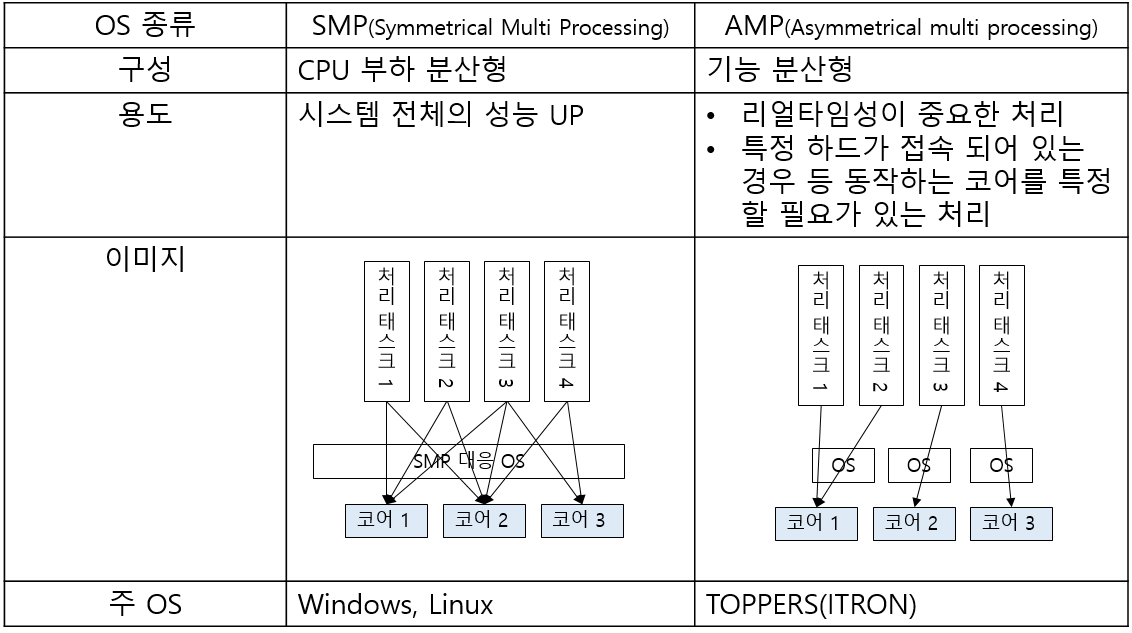 OS 종류
SMP(Symmetrical Multi Processing)
AMP(Asymmetrical multi processing)
구성
CPU 부하 분산형
기능 분산형
용도
시스템 전체의 성능 UP
• 리얼타임성이 중요한 처리
• 특정 하드가 접속 되어 있는
경우 등 동작하는 코어를 특정
할 필요가 있는 처리
이미지
처리 태스크 1
처리 태스크 2
처리 태스크 3
처리 태스크 4
SMP 대응 OS
코어 1
코어 2
코어 3
처리 태스크 1
처리 태스크 2
처리 태스크 3
처리 태스크 4
OS
OS
OS
코어 1
코어 2
코어 3
주 OS
Windows, Linux
TOPPERS(ITRON)